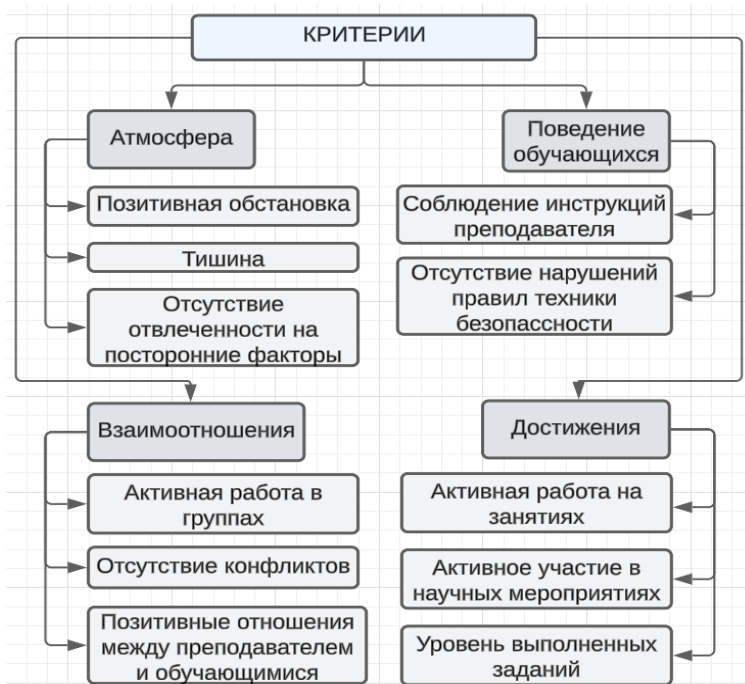 КРИТЕРИИ
Атмосфера
Позитивная обстановка
Тишина
Отсутствие
отвлеченности на
посторонние факторы
Поведение
обучающихся
Соблюдение инструкций
преподавателя
Отсутствие нарушений
правил техники
безопассности
Взаимоотношения
Активная работа в
группах
Отсутствие конфликтов
Позитивные отношения
между преподавателем
и обучающимися
Достижения
Активная работа на
занятиях
Активное участие в
научных мероприятиях
Уровень выполненных
заданий